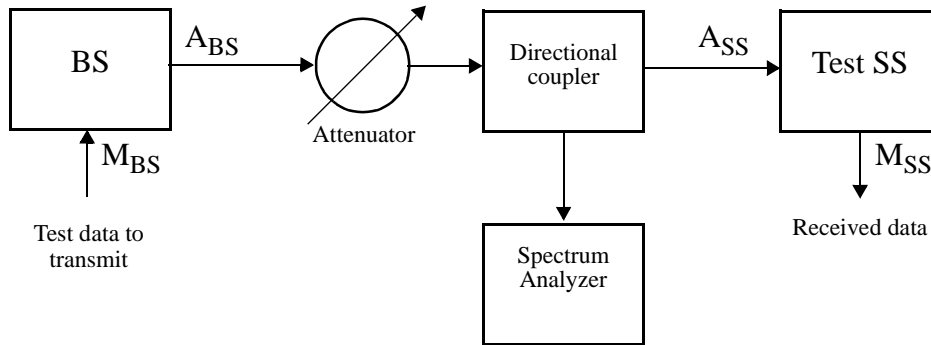 BS
A_BS
Attenuator
Directional
coupler
A_SS
Test SS
M_BS
M_SS
Test data to
transmit
Received data
Spectrum
Analyzer